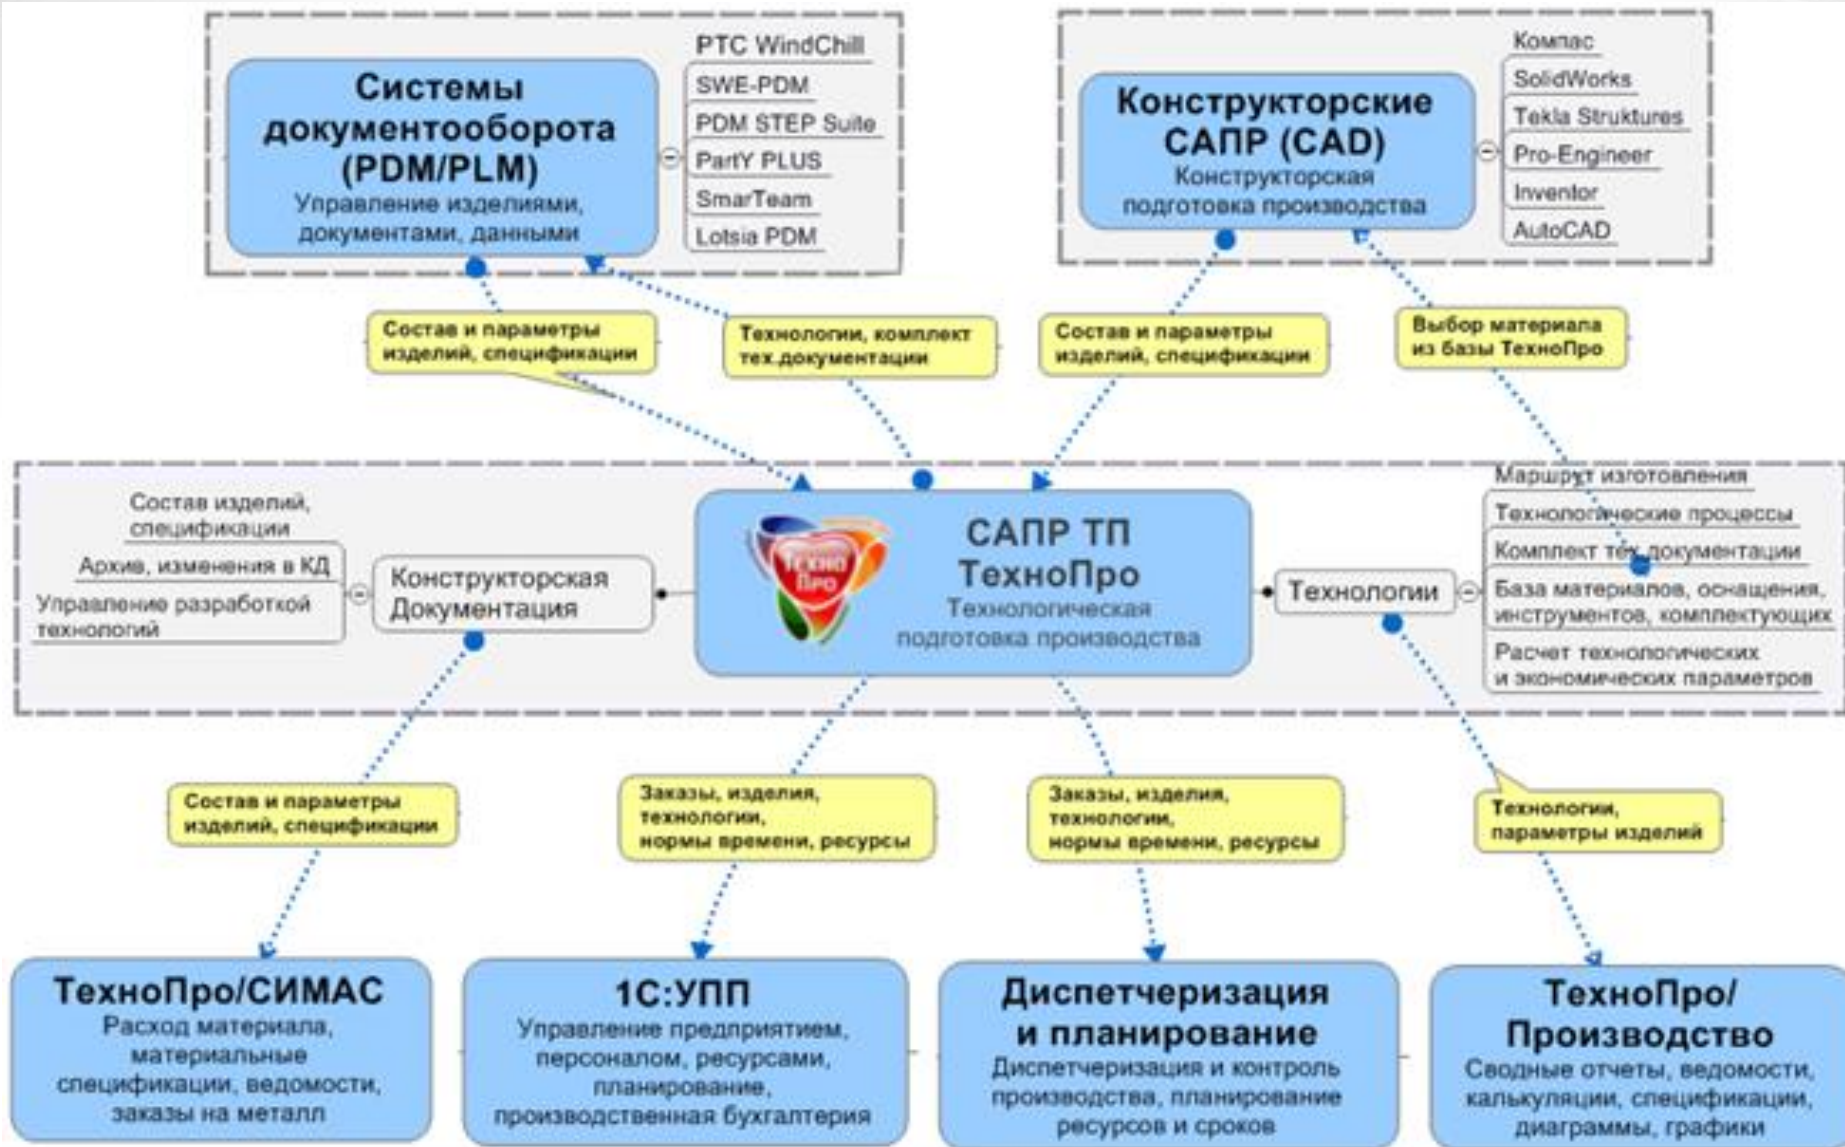 Системы
документооборота
(PDM/PLM)
Управление изделиями,
документами, данными
PTC WindChill
SWE-PDM
PDM STEP Suite
PartY PLUS
SmarTeam
Lotsia PDM
Конструкторские
САПР (CAD)
Конструкторская
подготовка производства
Компас
SolidWorks
Tekla Struktures
Pro-Engineer
Inventor
AutoCAD
Состав и параметры
изделий, спецификации
Технологии, комплект
тех.документации
Состав и параметры
изделий, спецификации
Выбор материала
из базы ТехноПро
Состав изделий,
спецификации
Архив, изменения в КД
Управление разработкой
технологий
Конструкторская
Документация
Техно
Про
САПР ТП
ТехноПро
Технологическая
подготовка производства
Технологии
Маршрут изготовления
Технологические процессы
Комплект тех.документации
База материалов, оснащения,
инструментов, комплектующих
Расчет технологических
и экономических параметров
Состав и параметры
изделий, спецификации
Заказы, изделия,
технологии,
нормы времени, ресурсы
Заказы, изделия,
технологии,
нормы времени, ресурсы
Технологии,
параметры изделий
ТехноПро/СИМАС
Расход материала,
материальные
спецификации, ведомости,
заказы на металл
1С:УПП
Управление предприятием,
персоналом, ресурсами,
планирование,
производственная бухгалтерия
Диспетчеризация
и планирование
Диспетчеризация и контроль
производства, планирование
ресурсов и сроков
ТехноПро/
Производство
Сводные отчеты, ведомости,
калькуляции, спецификации,
диаграммы, графики